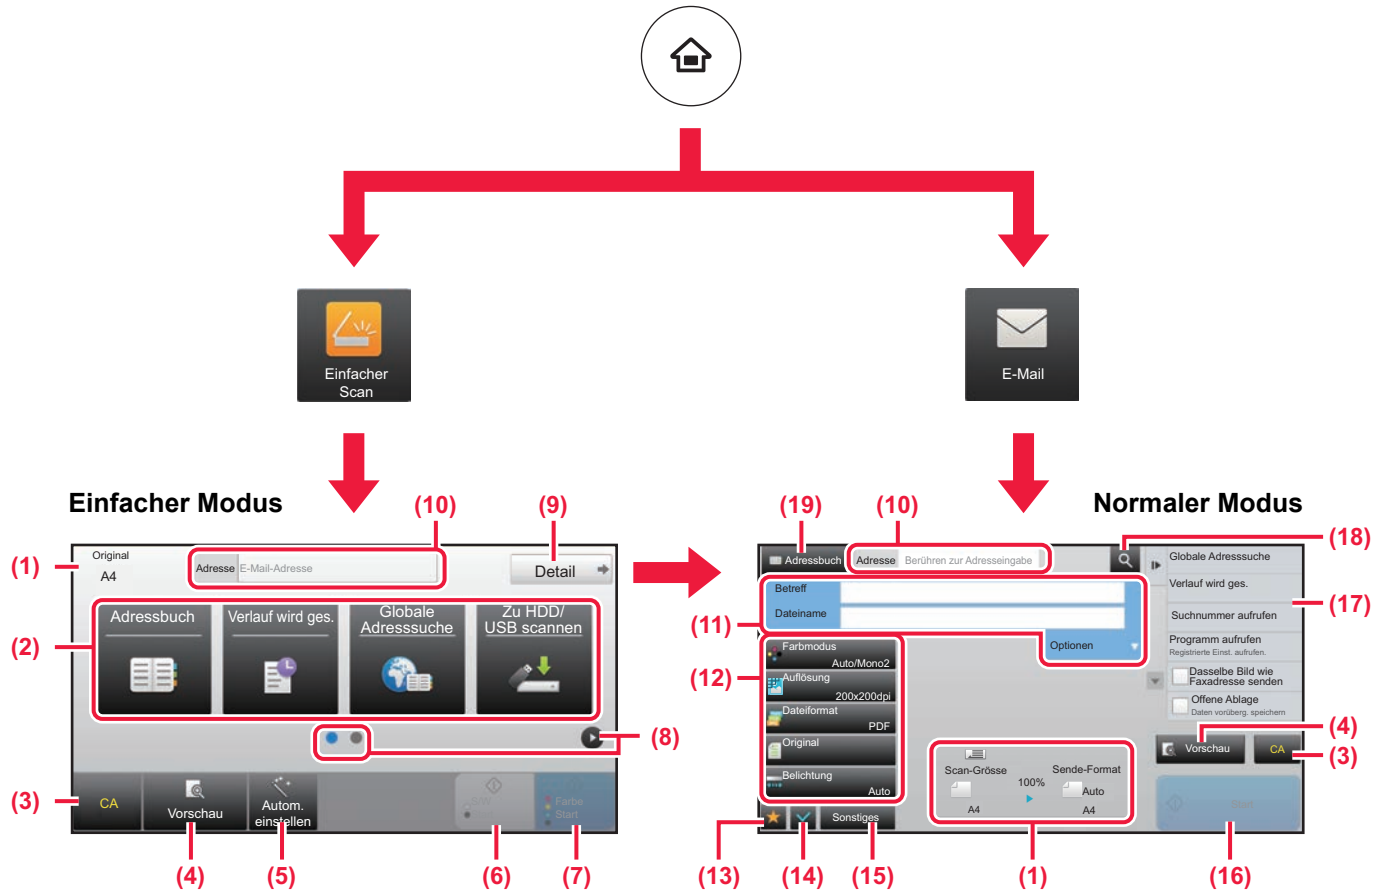 Einfacher
Scan
E-Mail
Einfacher Modus
Normaler Modus
(10)
(9)
(19)
(10)
(18)
(1)
Original
A4
Adresse E-Mail-Adresse
Detail
(2)
Adressbuch
Verlauf wird ges.
Globale
Adresssuche
Zu HDD/
USB scannen
(8)
(3)
CA
Vorschau
Autom.
einstellen
Farbe
Start
(4)
(5)
(6)
(7)
Adressbuch
Adresse Berühren zur Adresseingabe
Betreff
Dateiname
Optionen
(11)
(12)
Farbmodus
Auto/Mono2
Auflösung
200x200dpi
Dateiformat
PDF
Original
Belichtung
Auto
Sonstiges
Scan-Grösse
A4
100%
Sende-Format
Auto
A4
Globale Adresssuche
Verlauf wird ges.
Suchnummer aufrufen
Programm aufrufen
Registrierte Einst. aufrufen.
Dasselbe Bild wie
Faxadresse senden
Offene Ablage
Daten vorüberg. speichern
(17)
(4)
Vorschau
CA
(3)
Start
(13)
(14)
(15)
(1)
(16)